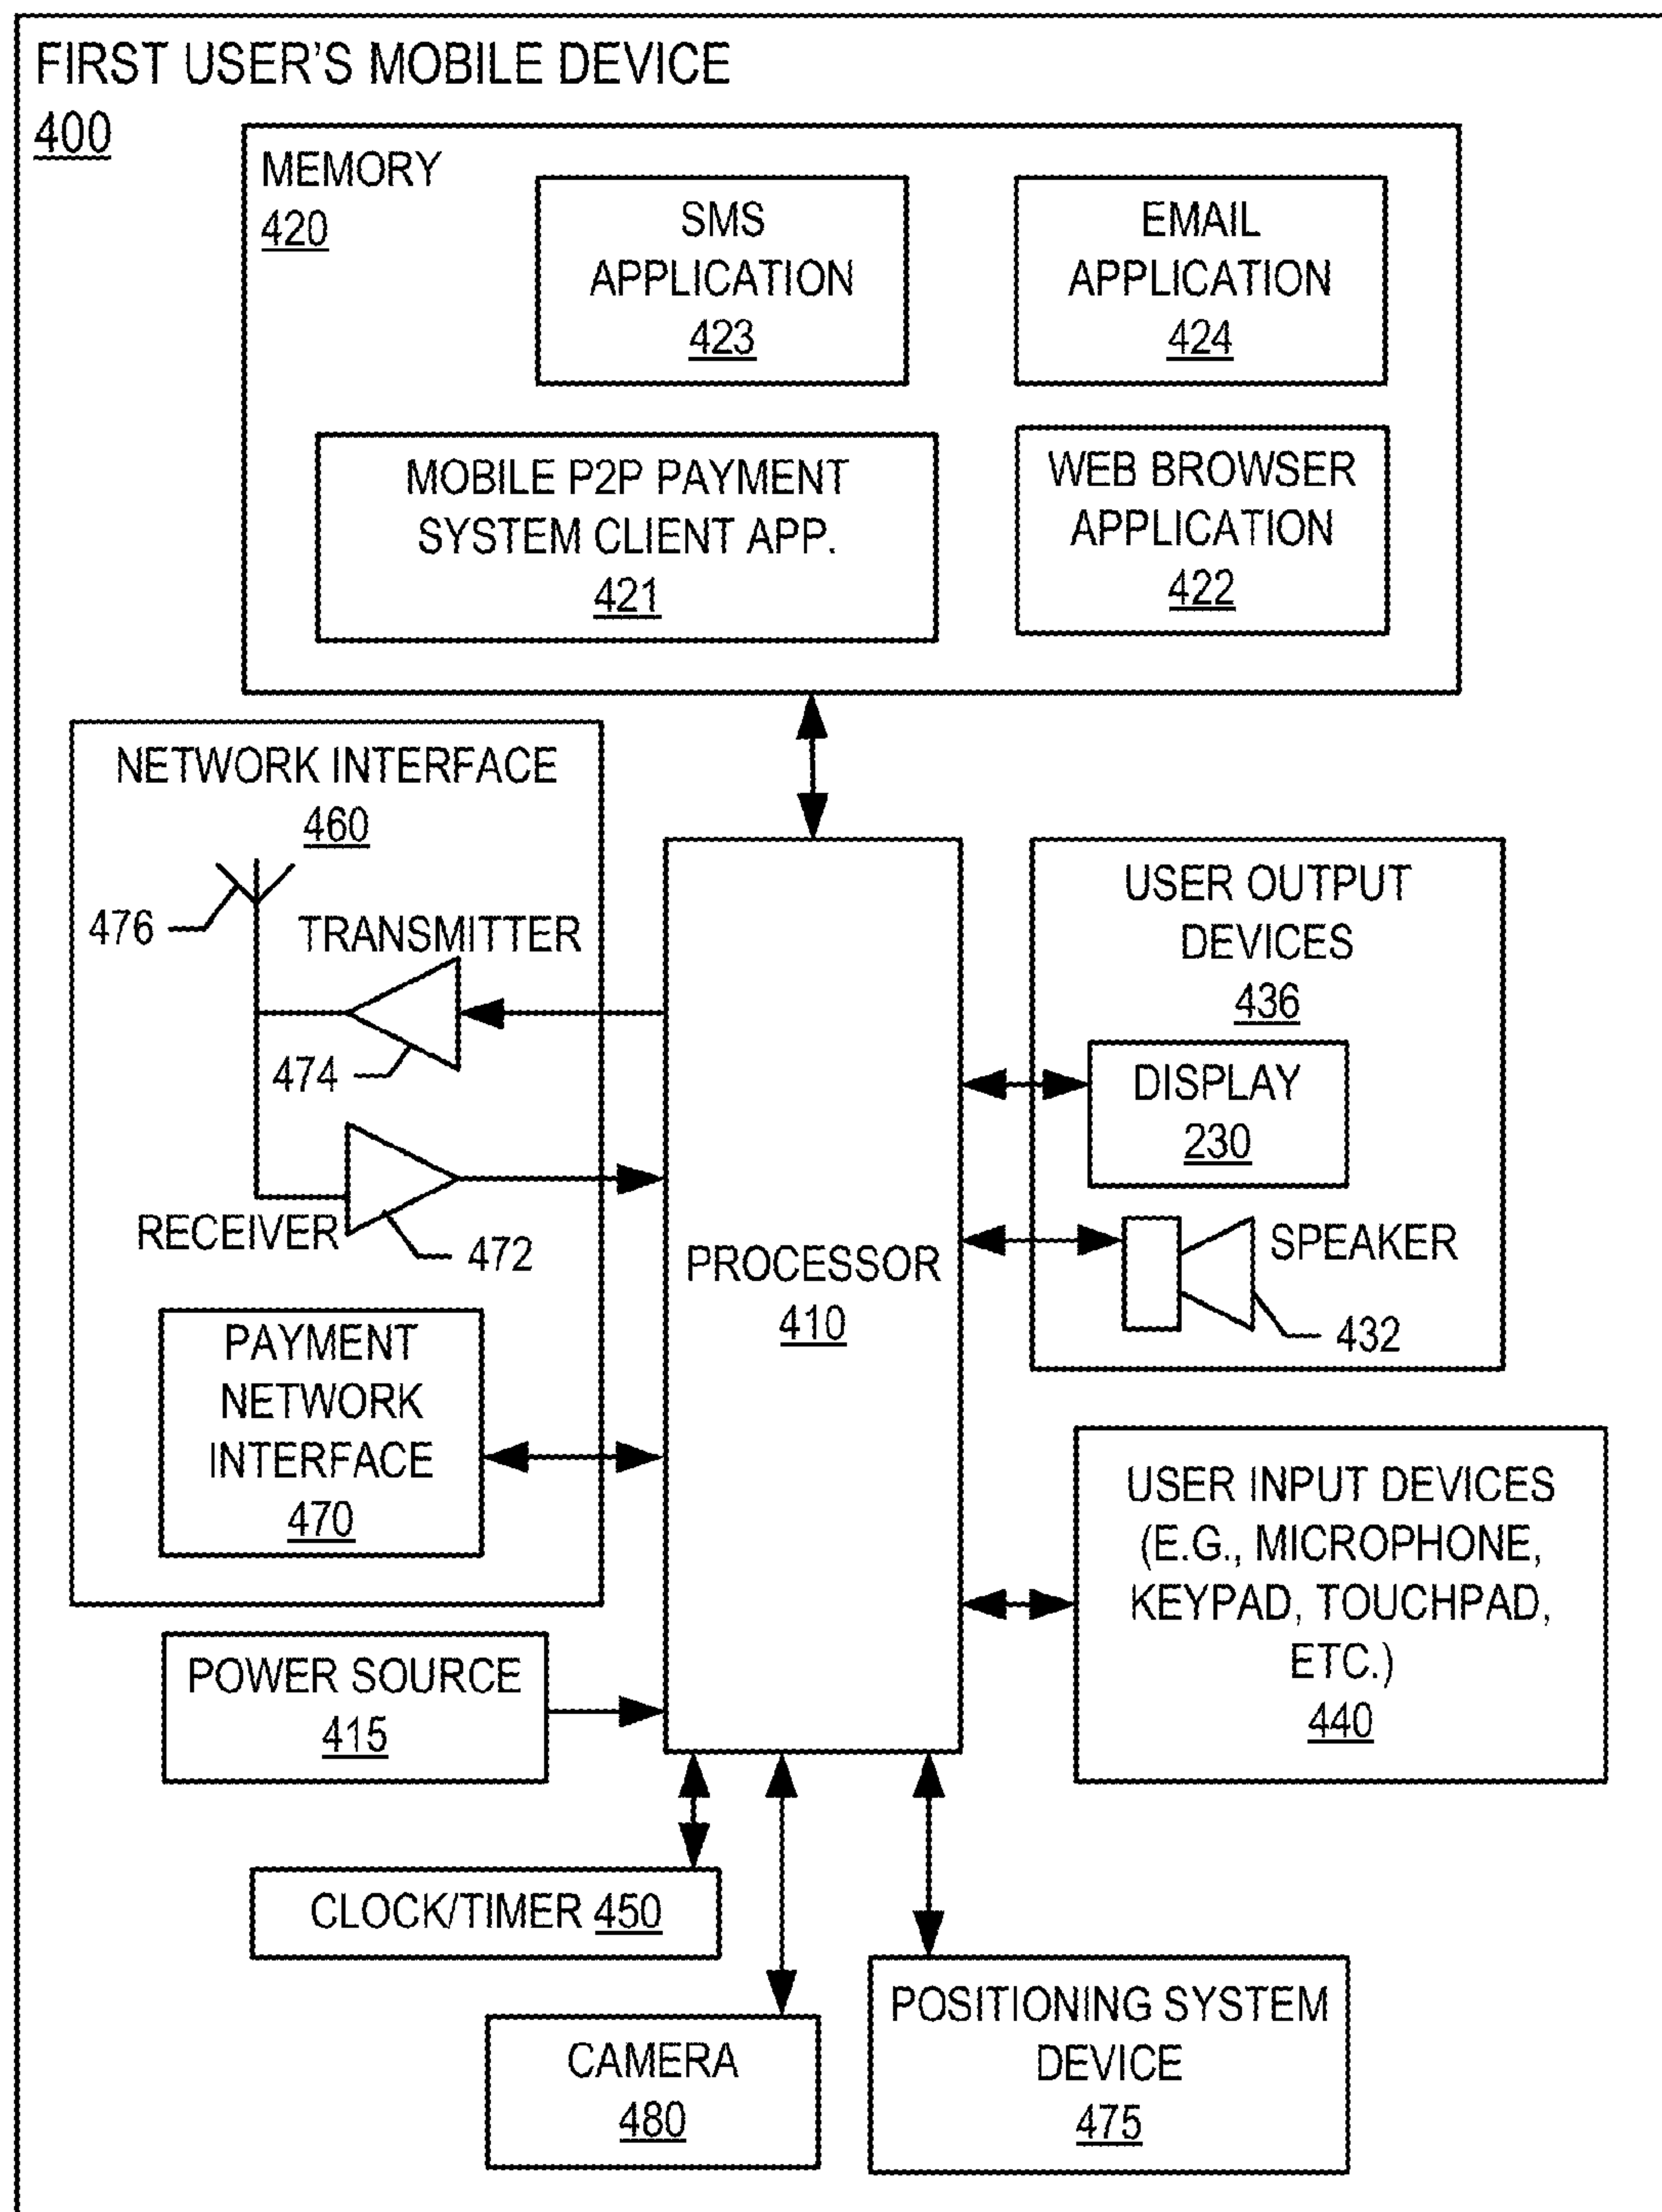 FIRST USER'S MOBILE DEVICE
400
MEMORY
420
SMS
APPLICATION
423
EMAIL
APPLICATION
424
MOBILE P2P PAYMENT
SYSTEM CLIENT APP.
421
WEB BROWSER
APPLICATION
422
NETWORK INTERFACE
460
476
TRANSMITTER
474
RECEIVER
472
PAYMENT
NETWORK
INTERFACE
470
PROCESSOR
410
USER OUTPUT
DEVICES
436
DISPLAY
230
SPEAKER
432
USER INPUT DEVICES
(E.G., MICROPHONE,
KEYPAD, TOUCHPAD,
ETC.)
440
POWER SOURCE
415
CLOCK/TIMER 450
CAMERA
480
POSITIONING SYSTEM
DEVICE
475